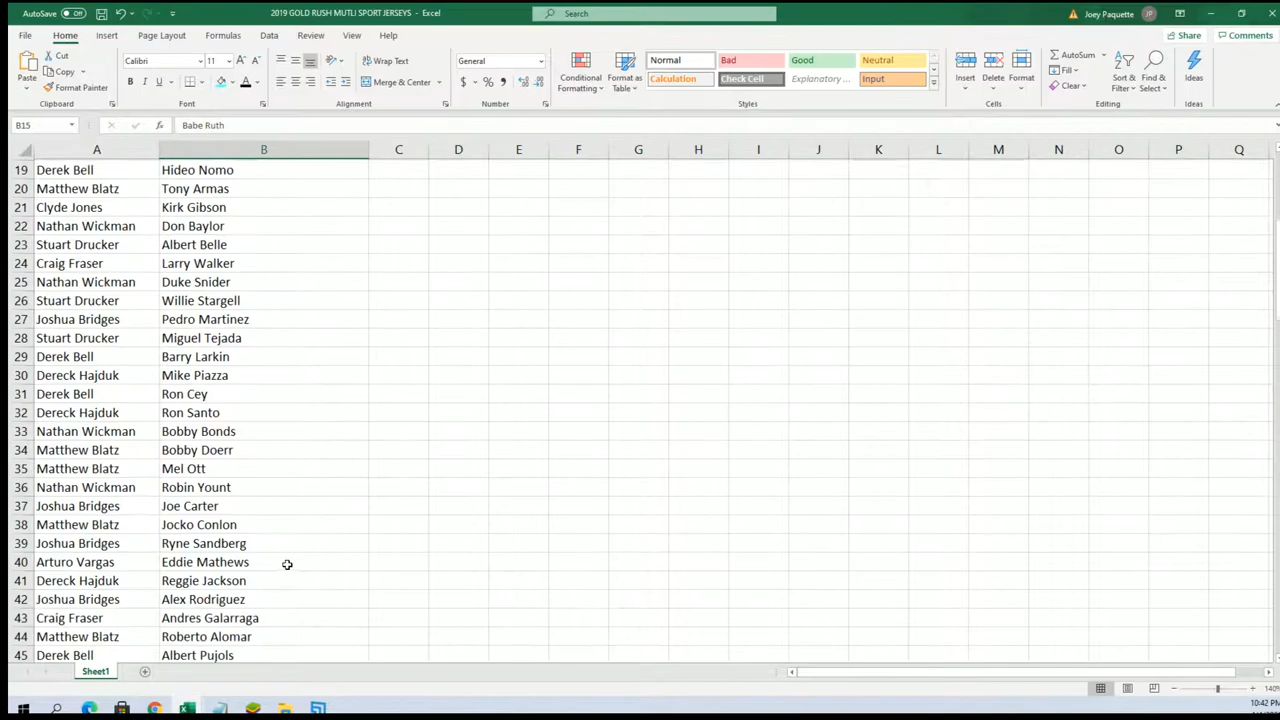 AutoSave Off 2019 GOLD RUSH MUTLI SPORT JERSEYS - Excel Search Joey Paquette JP
File Home Insert Page Layout Formulas Data Review View Help Share Comments
Paste Cut Copy Format Painter Clipboard
Calibri 11 B I U A Font
Wrap Text Merge & Center Alignment
General $ % Number
Conditional Formatting Format as Table Normal Bad Good Neutral Calculation Check Cell Explanatory ... Input Styles
Insert Delete Format Cells
AutoSum Fill Clear Sort & Filter Find & Select Editing
Ideas Ideas
B15 fx Babe Ruth
A B C D E F G H I J K L M N O P Q
19 Derek Bell Hideo Nomo
20 Matthew Blatz Tony Armas
21 Clyde Jones Kirk Gibson
22 Nathan Wickman Don Baylor
23 Stuart Drucker Albert Belle
24 Craig Fraser Larry Walker
25 Nathan Wickman Duke Snider
26 Stuart Drucker Willie Stargell
27 Joshua Bridges Pedro Martinez
28 Stuart Drucker Miguel Tejada
29 Derek Bell Barry Larkin
30 Dereck Hajduk Mike Piazza
31 Derek Bell Ron Cey
32 Dereck Hajduk Ron Santo
33 Nathan Wickman Bobby Bonds
34 Matthew Blatz Bobby Doerr
35 Matthew Blatz Mel Ott
36 Nathan Wickman Robin Yount
37 Joshua Bridges Joe Carter
38 Matthew Blatz Jocko Conlon
39 Joshua Bridges Ryne Sandberg
40 Arturo Vargas Eddie Mathews
41 Dereck Hajduk Reggie Jackson
42 Joshua Bridges Alex Rodriguez
43 Craig Fraser Andres Galarraga
44 Matthew Blatz Roberto Alomar
45 Derek Bell Albert Pujols
Sheet1
140%
10:42 PM